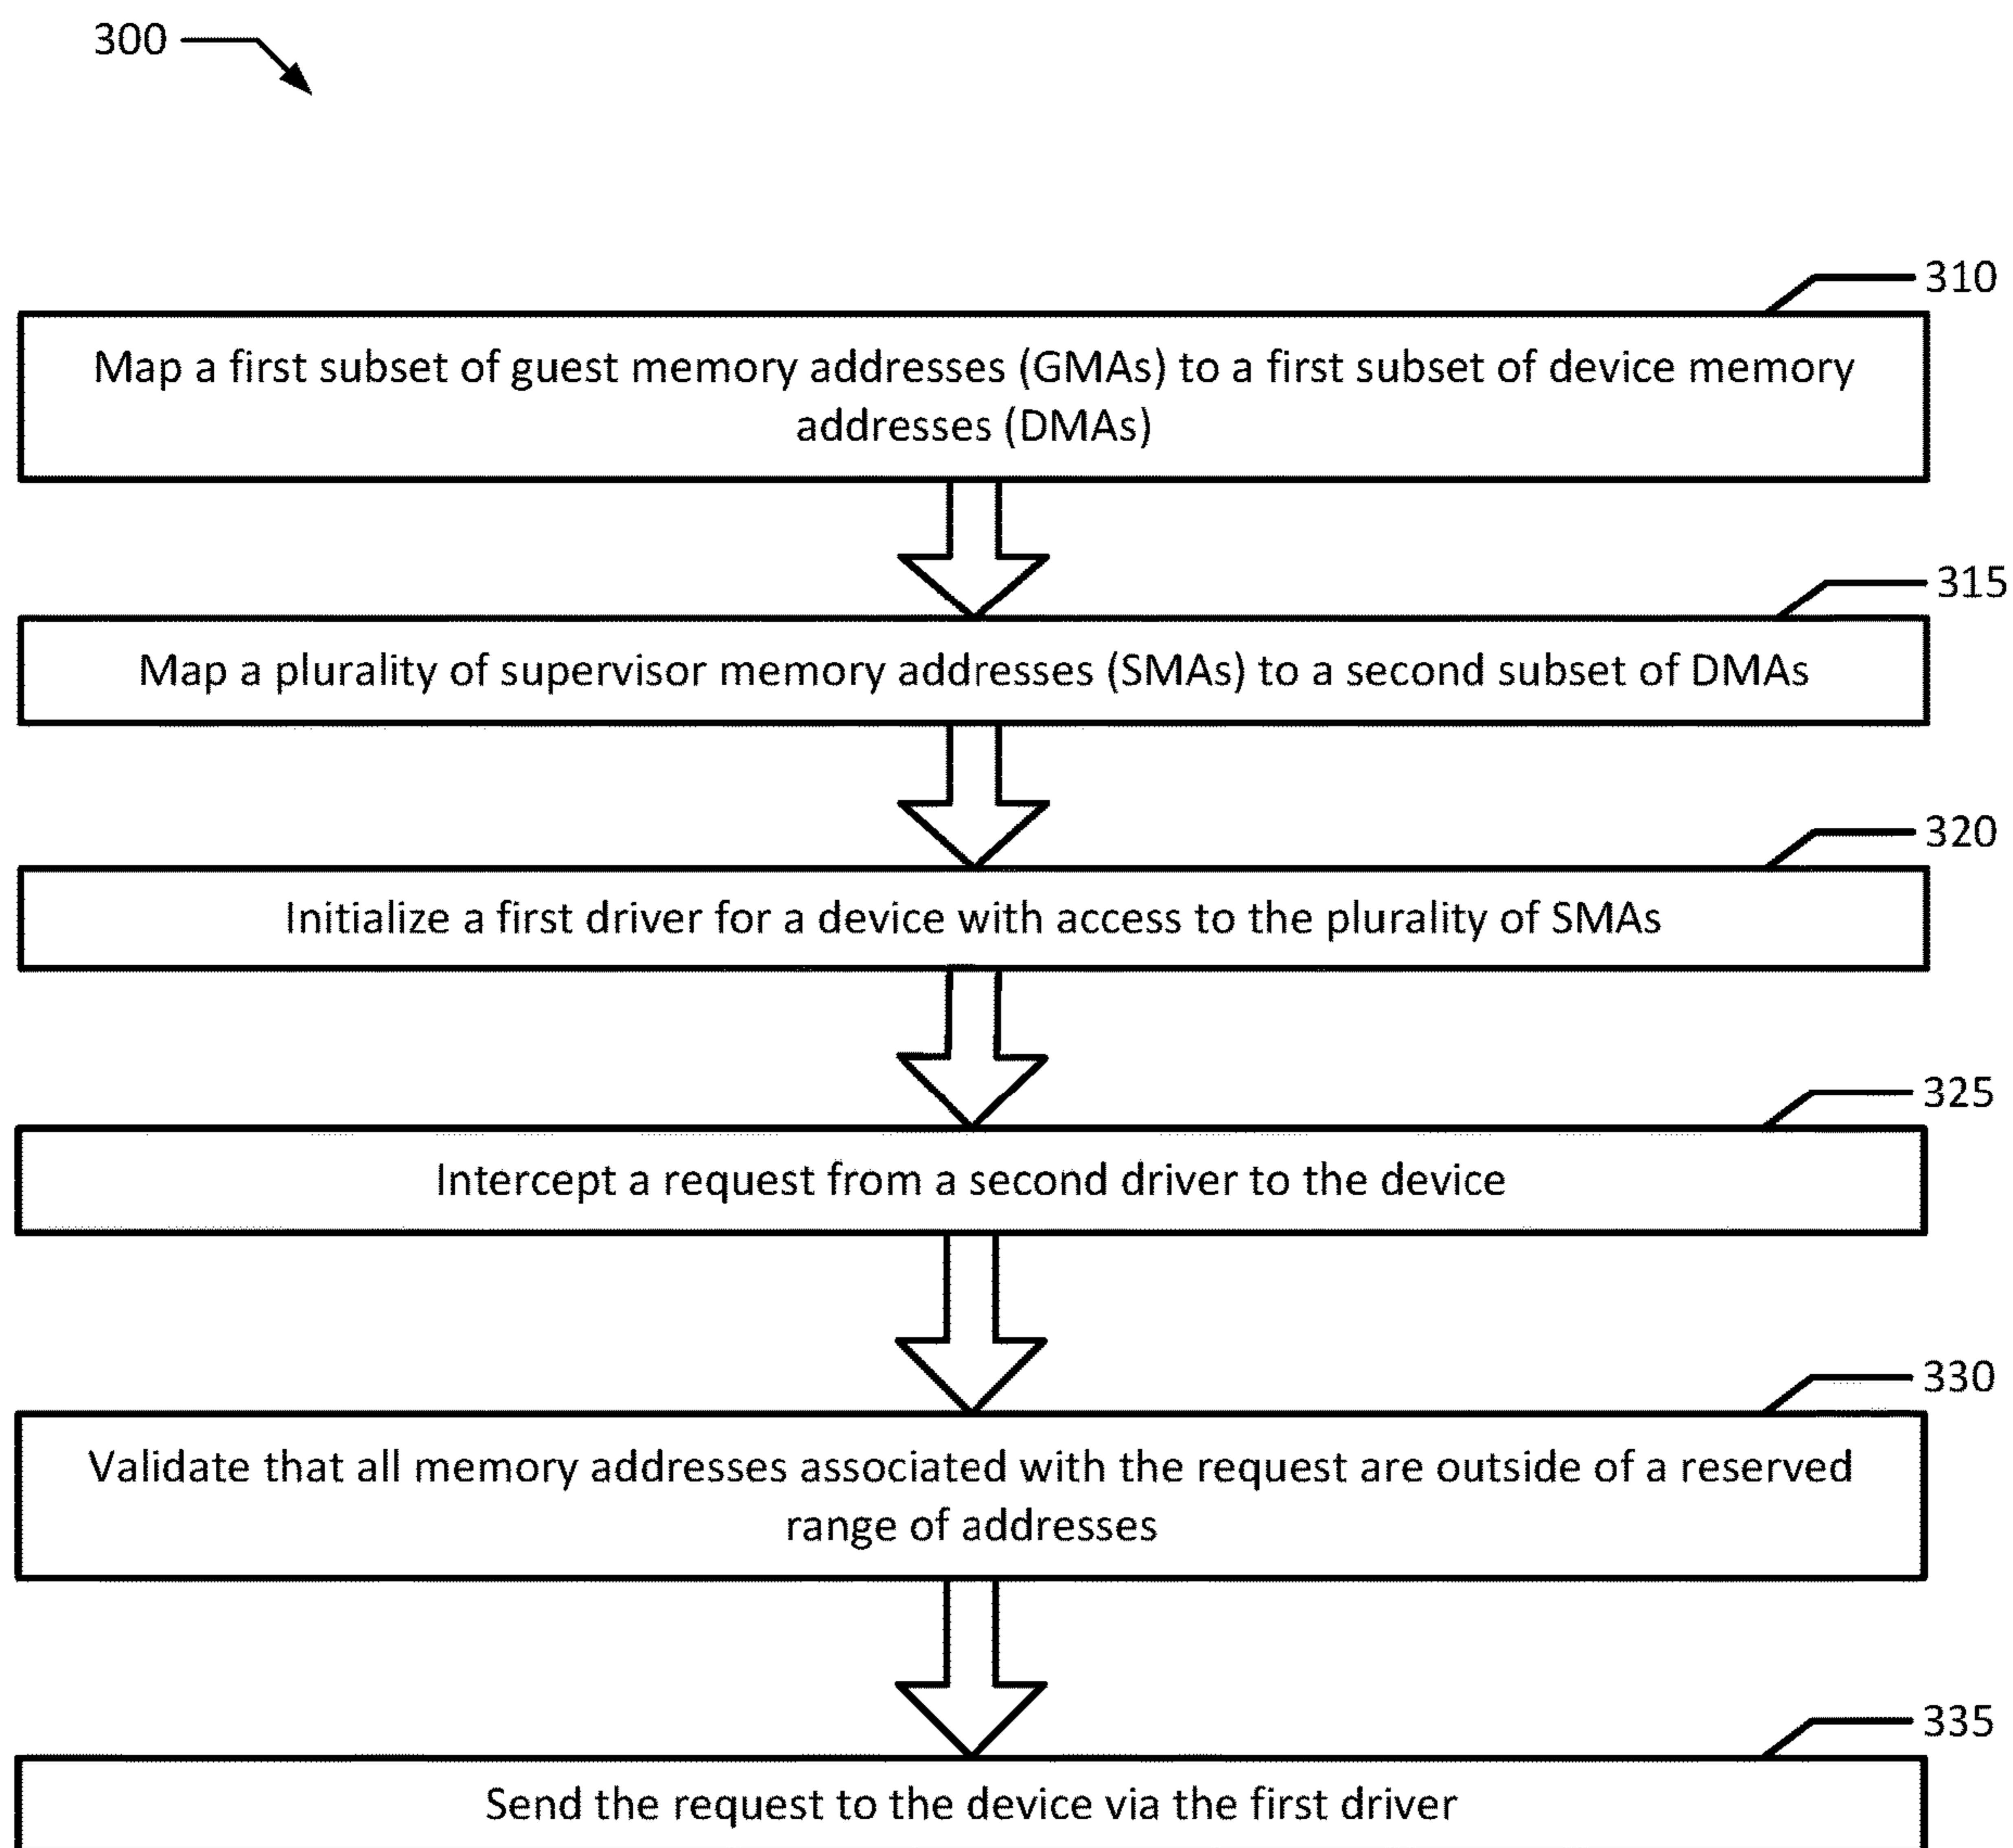 300
310
Map a first subset of guest memory addresses (GMAs) to a first subset of device memory
addresses (DMAs)
315
Map a plurality of supervisor memory addresses (SMAs) to a second subset of DMAs
320
Initialize a first driver for a device with access to the plurality of SMAs
325
Intercept a request from a second driver to the device
330
Validate that all memory addresses associated with the request are outside of a reserved
range of addresses
335
Send the request to the device via the first driver